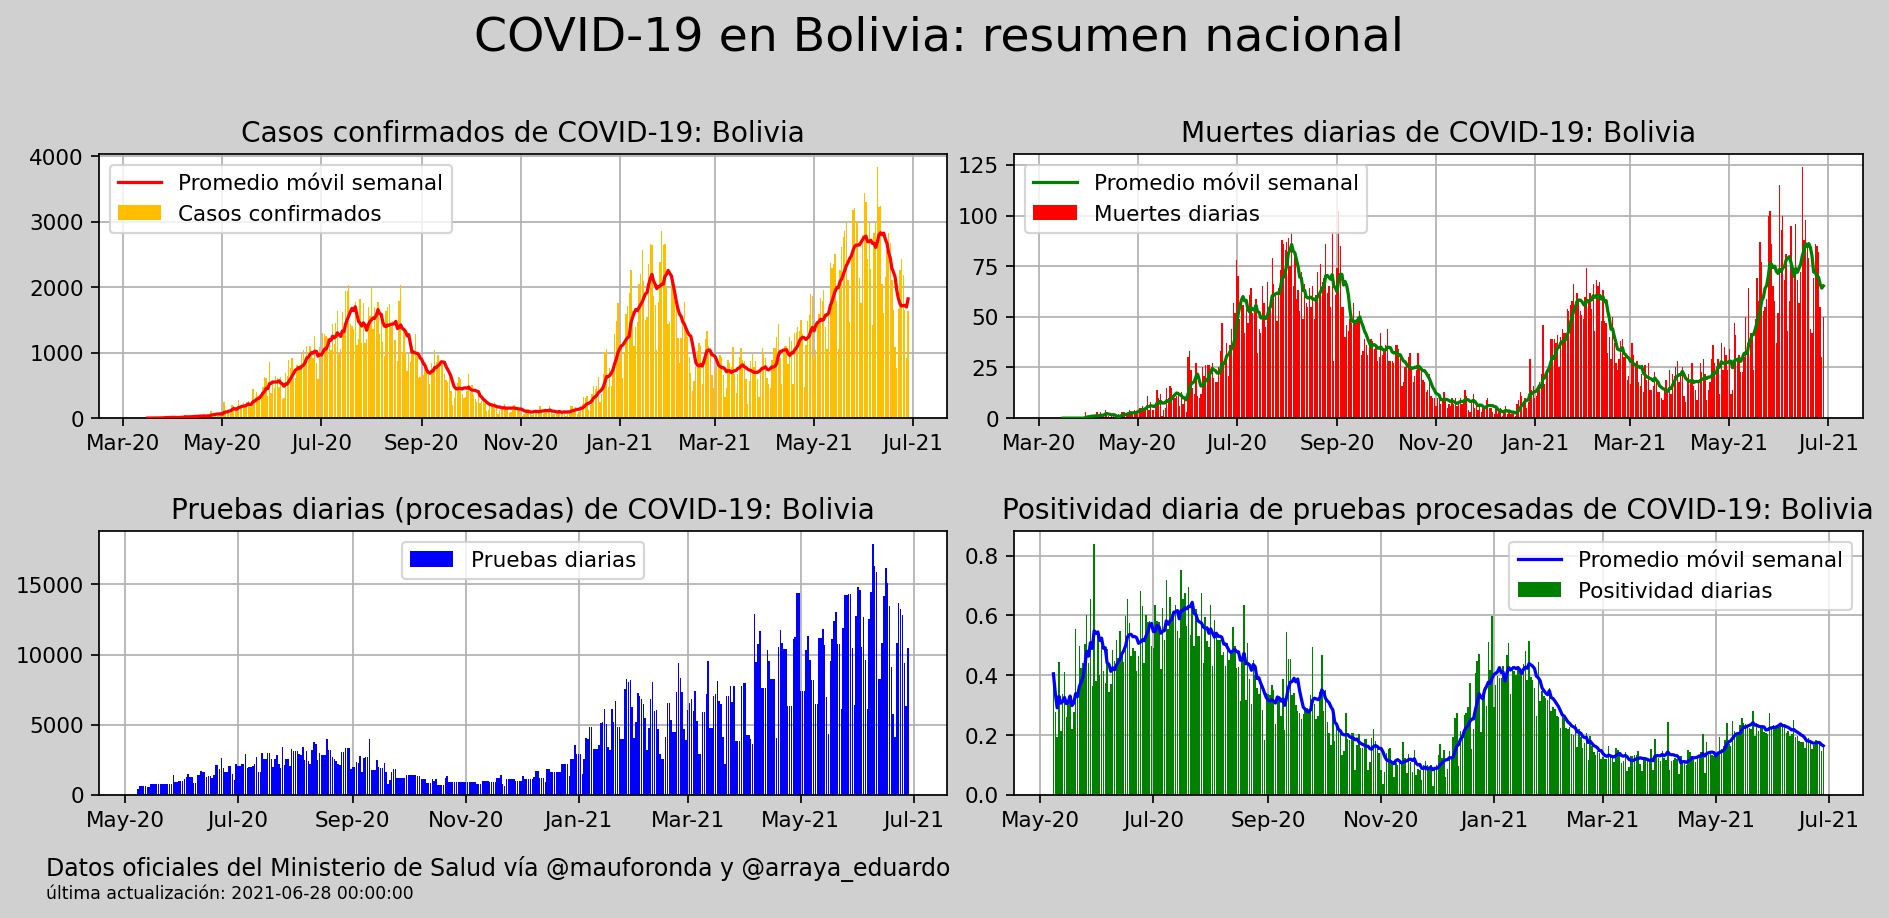 COVID-19 en Bolivia: resumen nacional
Casos confirmados de COVID-19: Bolivia
4000
3000
2000
1000
0
Promedio móvil semanal
Casos confirmados
Mar-20 May-20 Jul-20 Sep-20 Nov-20 Jan-21 Mar-21 May-21 Jul-21
Muertes diarias de COVID-19: Bolivia
125
100
75
50
25
0
Promedio móvil semanal
Muertes diarias
Mar-20 May-20 Jul-20 Sep-20 Nov-20 Jan-21 Mar-21 May-21 Jul-21
Pruebas diarias (procesadas) de COVID-19: Bolivia
15000
10000
5000
0
Pruebas diarias
May-20 Jul-20 Sep-20 Nov-20 Jan-21 Mar-21 May-21 Jul-21
Positividad diaria de pruebas procesadas de COVID-19: Bolivia
0.8
0.6
0.4
0.2
0.0
Promedio móvil semanal
Positividad diarias
May-20 Jul-20 Sep-20 Nov-20 Jan-21 Mar-21 May-21 Jul-21
Datos oficiales del Ministerio de Salud vía @mauforonda y @arraya_eduardo
última actualización: 2021-06-28 00:00:00